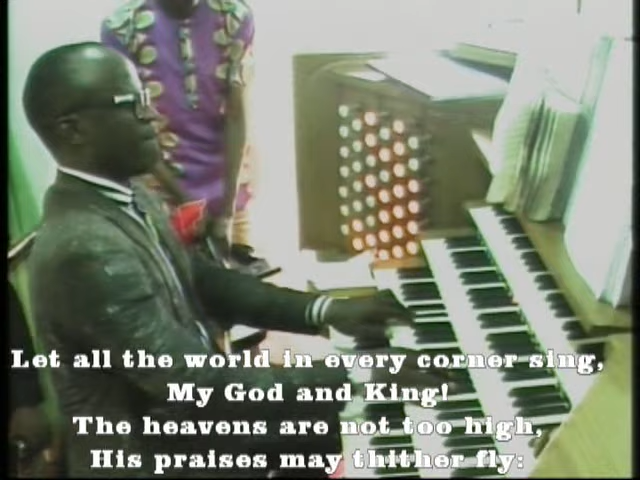 Let all the world in every corner sing,
My God and King!
The heavens are not too high,
His praises may thither fly: